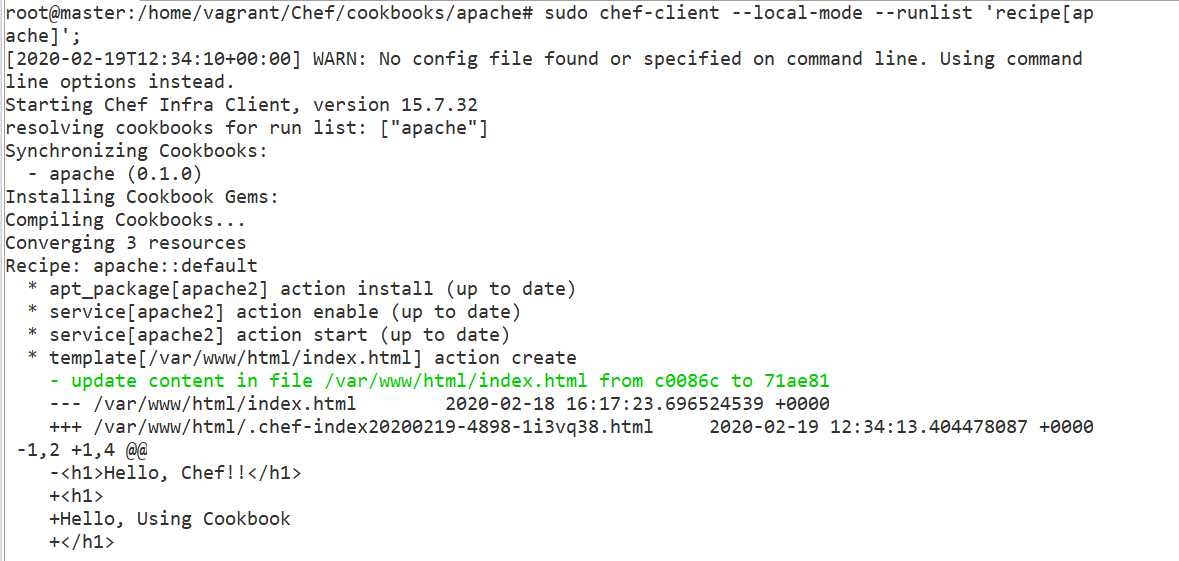 root@master:/home/vagrant/Chef/cookbooks/apache# sudo chef-client --local-mode --runlist 'recipe[ap
ache]';
[2020-02-19T12:34:10+00:00] WARN: No config file found or specified on command line. Using command
line options instead.
Starting Chef Infra Client, version 15.7.32
resolving cookbooks for run list: ["apache"]
Synchronizing Cookbooks:
  - apache (0.1.0)
Installing Cookbook Gems:
Compiling Cookbooks...
Converging 3 resources
Recipe: apache::default
  * apt_package[apache2] action install (up to date)
  * service[apache2] action enable (up to date)
  * service[apache2] action start (up to date)
  * template[/var/www/html/index.html] action create
    - update content in file /var/www/html/index.html from c0086c to 71ae81
    --- /var/www/html/index.html        2020-02-18 16:17:23.696524539 +0000
    +++ /var/www/html/.chef-index20200219-4898-1i3vq38.html     2020-02-19 12:34:13.404478087 +0000
 -1,2 +1,4 @@
    -<h1>Hello, Chef!!</h1>
    +<h1>
    +Hello, Using Cookbook
    +</h1>